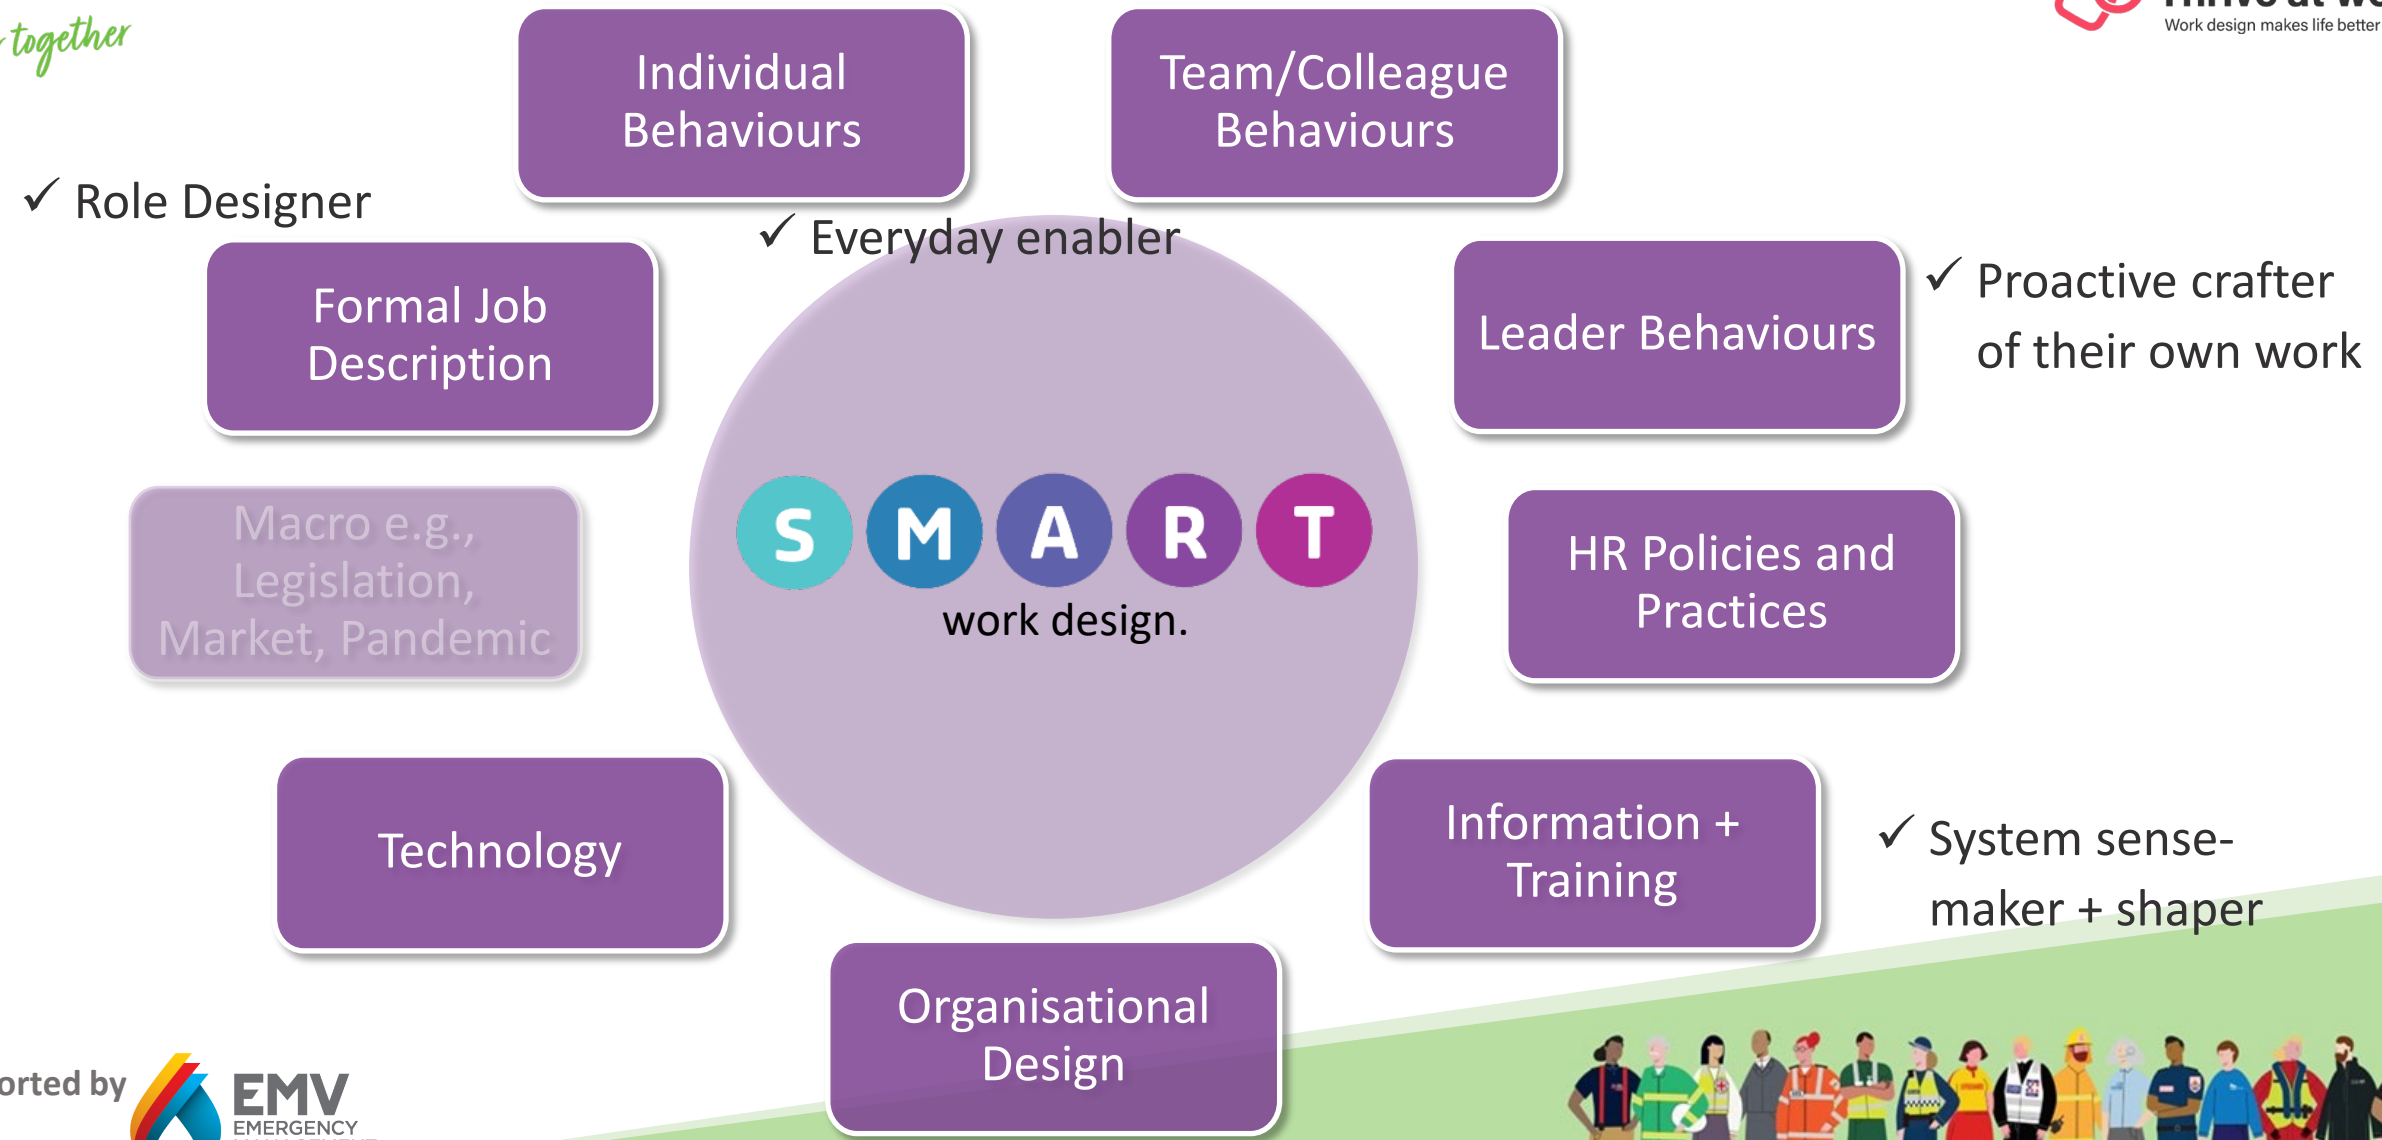 together
Work design makes life better
Individual
Behaviours
Team/Colleague
Behaviours
✓ Role Designer
✓ Everyday enabler
Formal Job
Description
Leader Behaviours
✓ Proactive crafter
of their own work
Macro e.g.,
Legislation,
Market, Pandemic
S M A R T
work design.
HR Policies and
Practices
Technology
Information +
Training
✓ System sense-
maker + shaper
Organisational
Design
by
EMV
EMERGENCY